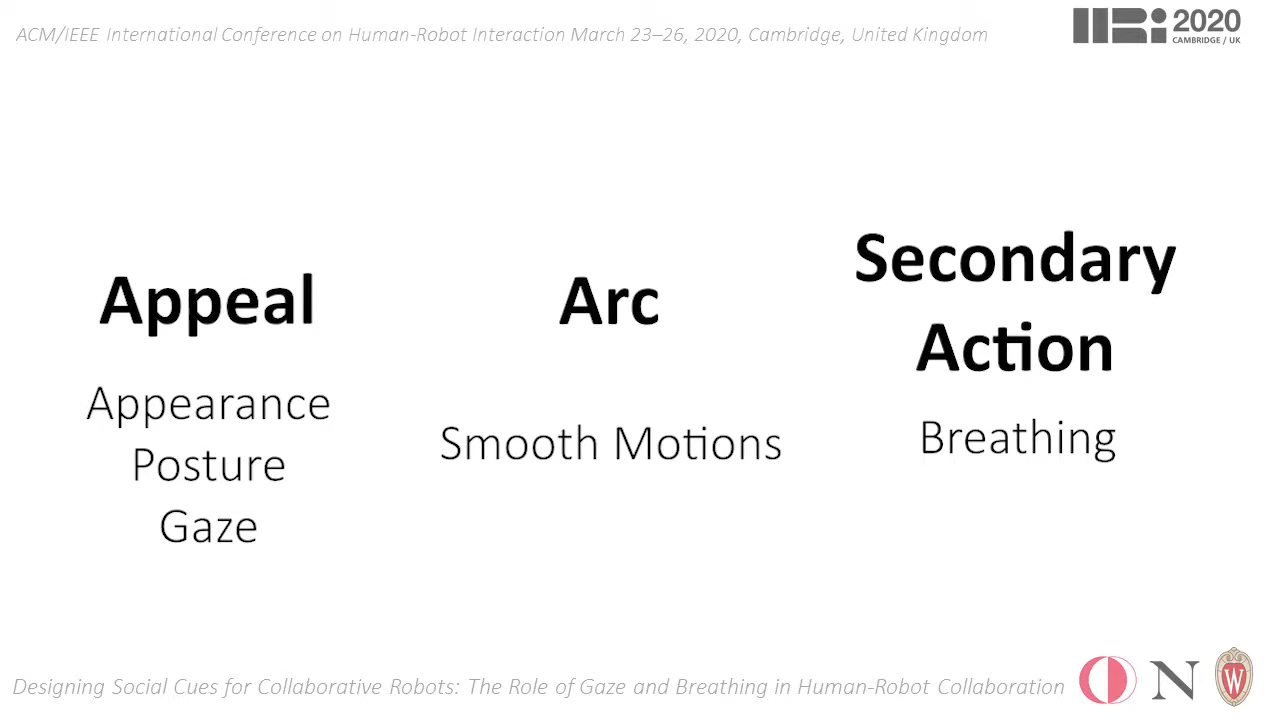 ACM/IEEE International Conference on Human-Robot Interaction March 23–26, 2020, Cambridge, United Kingdom
2020
CAMBRIDGE / UK
Appeal
Appearance
Posture
Gaze
Arc
Smooth Motions
Secondary
Action
Breathing
Designing Social Cues for Collaborative Robots: The Role of Gaze and Breathing in Human-Robot Collaboration
N
W